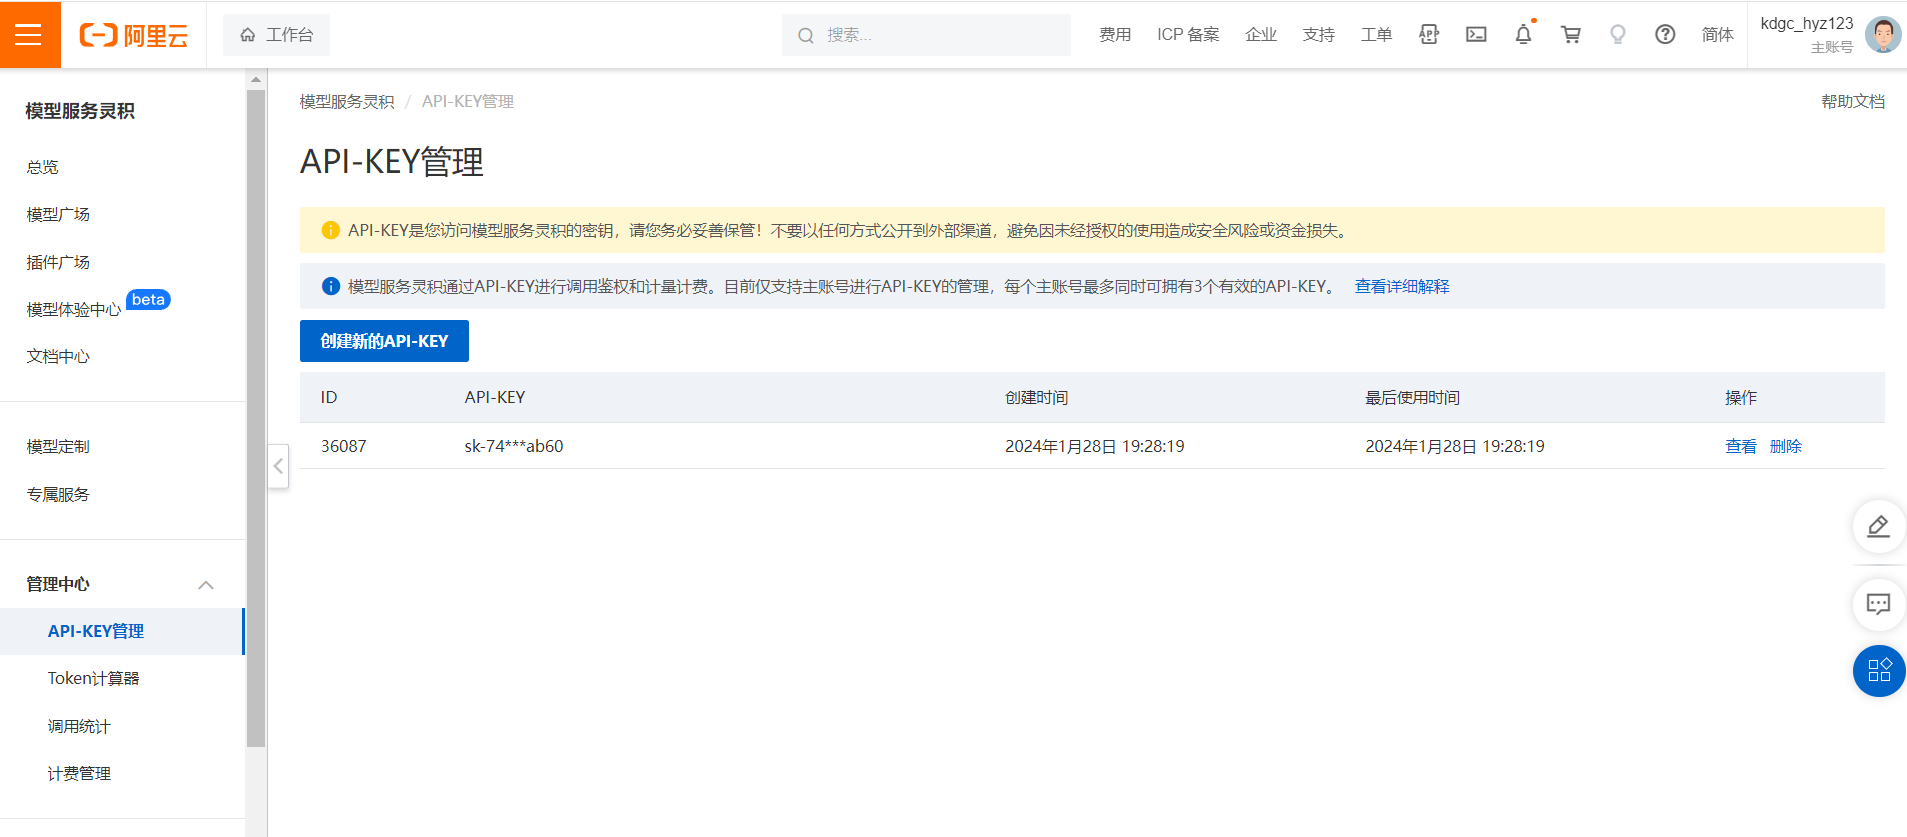 阿里云
工作台
搜索...
费用
ICP 备案
企业
支持
工单
APP
简体
kdgc_hyz123
主账号
模型服务灵积
总览
模型广场
插件广场
模型体验中心 beta
文档中心
模型定制
专属服务
管理中心
API-KEY管理
Token计算器
调用统计
计费管理
模型服务灵积 / API-KEY管理
帮助文档
API-KEY管理
API-KEY是您访问模型服务灵积的密钥，请您务必妥善保管！不要以任何方式公开到外部渠道，避免因未经授权的使用造成安全风险或资金损失。
模型服务灵积通过API-KEY进行调用鉴权和计量计费。目前仅支持主账号进行API-KEY的管理，每个主账号最多同时可拥有3个有效的API-KEY。 查看详细解释
创建新的API-KEY
ID API-KEY 创建时间 最后使用时间 操作
36087 sk-74***ab60 2024年1月28日 19:28:19 2024年1月28日 19:28:19 查看 删除